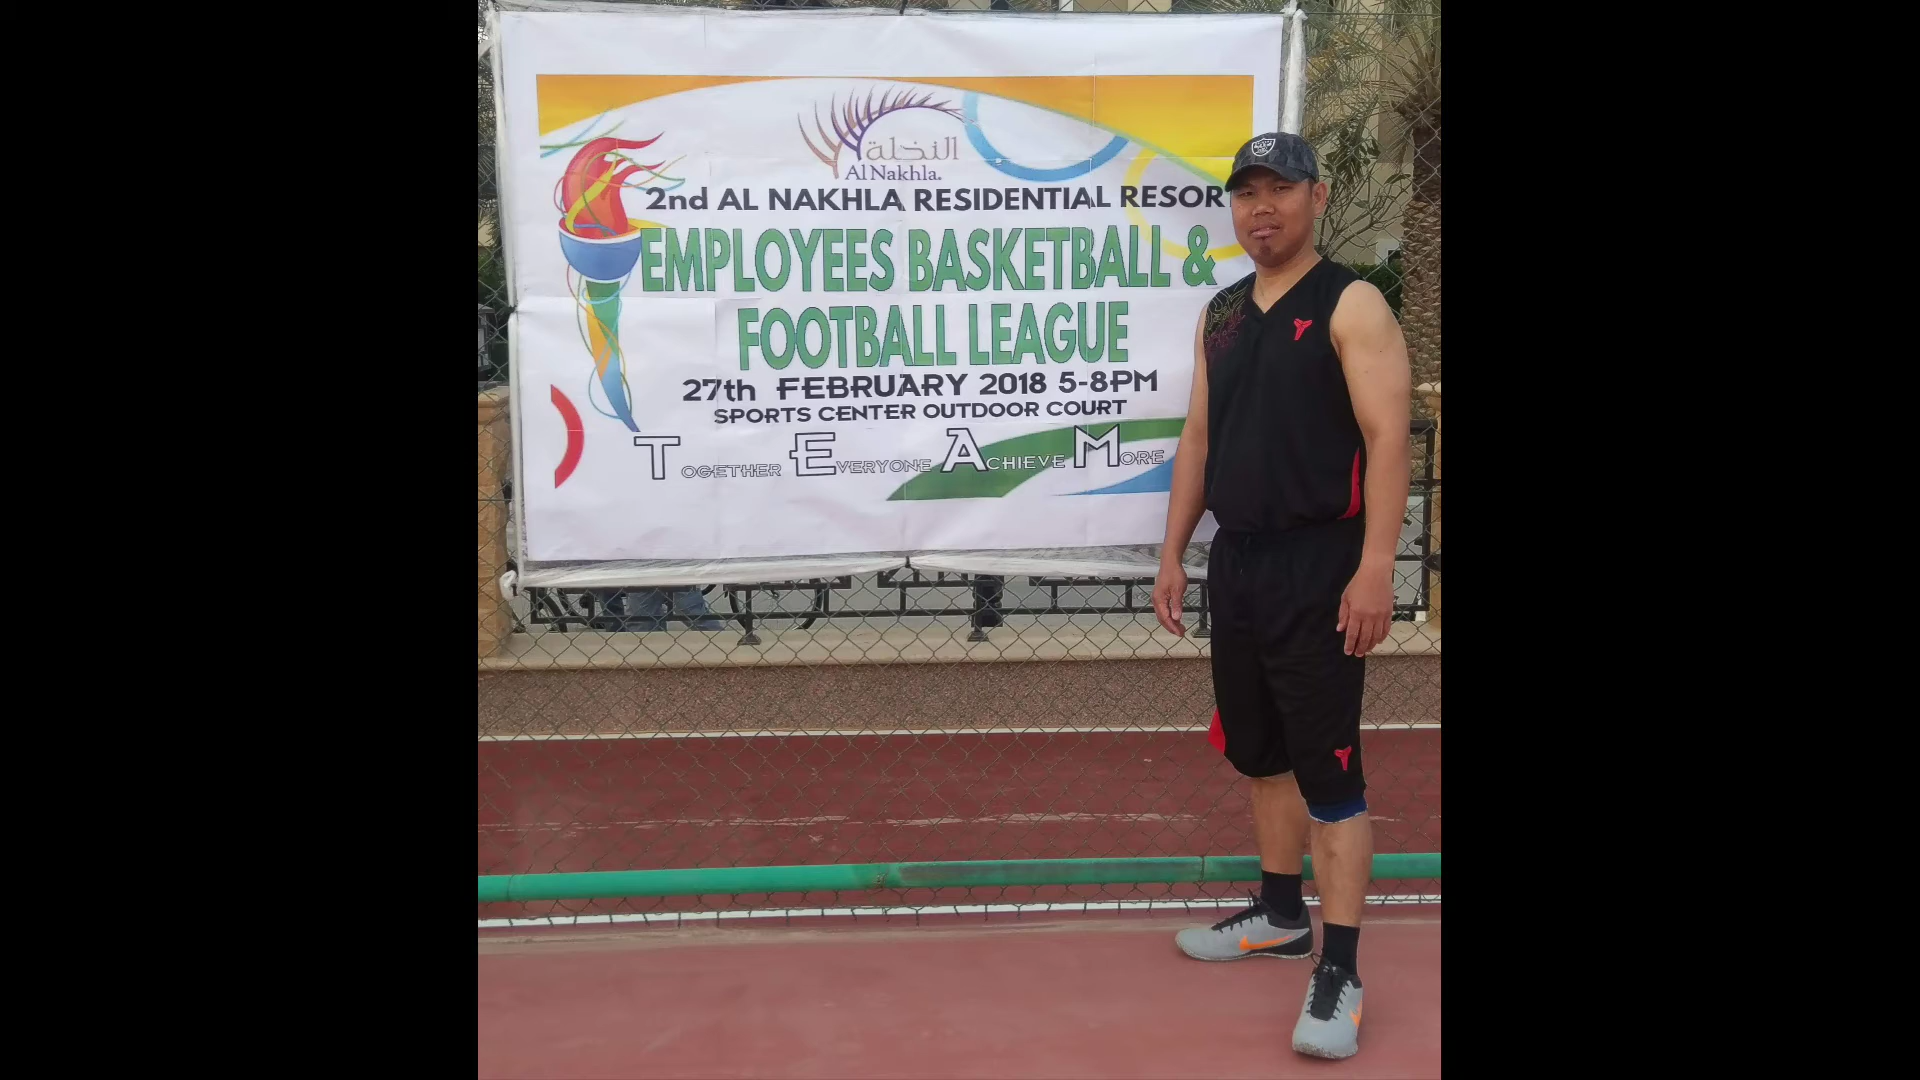 النخلة
Al Nakhla.
2nd AL NAKHLA RESIDENTIAL RESORT
EMPLOYEES BASKETBALL &
FOOTBALL LEAGUE
27th FEBRUARY 2018 5-8PM
SPORTS CENTER OUTDOOR COURT
TOGETHER EVERYONE ACHIEVE MORE